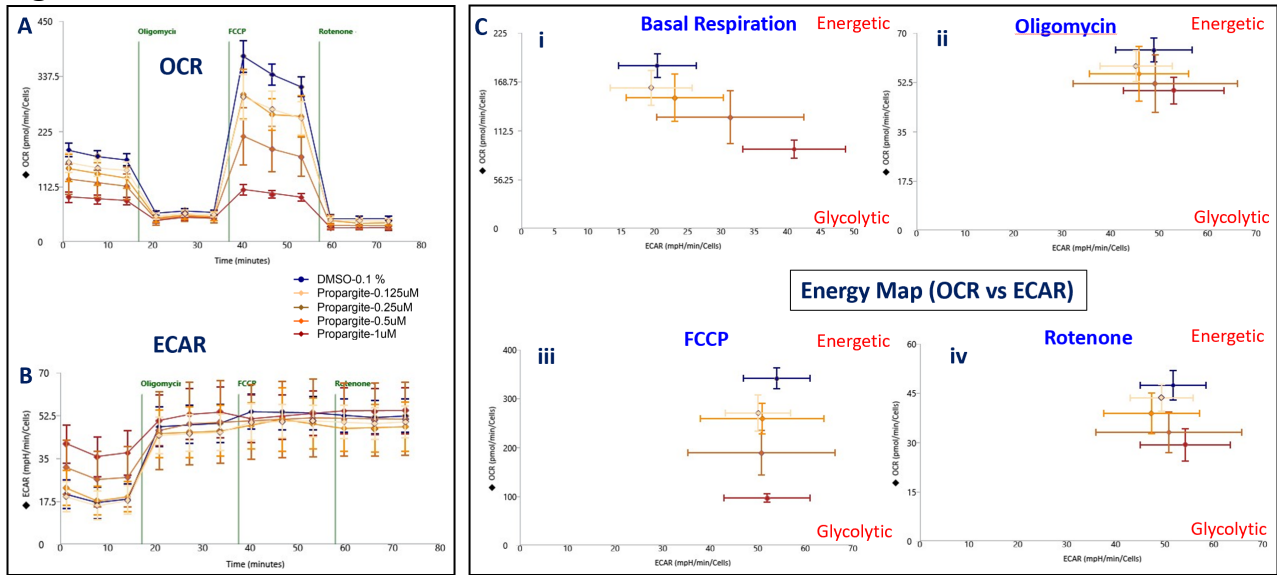 A
450
337.5
225
112.5
0
◆ OCR (pmol/min/Cells)
Oligomycin
FCCP
Rotenone
OCR
0
10
20
30
40
50
60
70
80
Time (minutes)
DMSO-0.1 %
Propargite-0.125uM
Propargite-0.25uM
Propargite-0.5uM
Propargite-1uM
ECAR
B
70
52.5
35
17.5
0
◆ ECAR (mpH/min/Cells)
Oligomycin
FCCP
Rotenone
0
10
20
30
40
50
60
70
80
Time (minutes)
C
i
Basal Respiration
Energetic
225
168.75
112.5
56.25
0
◆ OCR (pmol/min/Cells)
Glycolytic
0
5
10
15
20
25
30
35
40
45
50
ECAR (mpH/min/Cells)
ii
Oligomycin
Energetic
70
52.5
35
17.5
0
◆ OCR (pmol/min/Cells)
Glycolytic
0
10
20
30
40
50
60
70
ECAR (mpH/min/Cells)
Energy Map (OCR vs ECAR)
iii
FCCP
Energetic
400
300
200
100
0
◆ OCR (pmol/min/Cells)
Glycolytic
0
10
20
30
40
50
60
70
ECAR (mpH/min/Cells)
iv
Rotenone
Energetic
60
45
30
15
0
◆ OCR (pmol/min/Cells)
Glycolytic
0
10
20
30
40
50
60
70
ECAR (mpH/min/Cells)